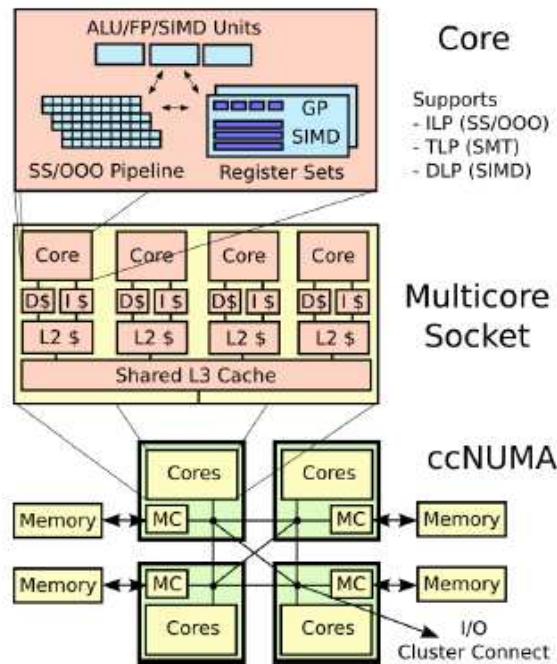 ALU/FP/SIMD Units
Core
GP
SIMD
SS/OOO Pipeline
Register Sets
Supports
- ILP (SS/OOO)
- TLP (SMT)
- DLP (SIMD)
Core Core Core Core
D$ I $ D$ I $ D$ I $ D$ I $
L2 $ L2 $ L2 $ L2 $
Shared L3 Cache
Multicore
Socket
ccNUMA
Cores Cores
Memory MC MC Memory
Memory MC MC Memory
Cores Cores
I/O
Cluster Connect